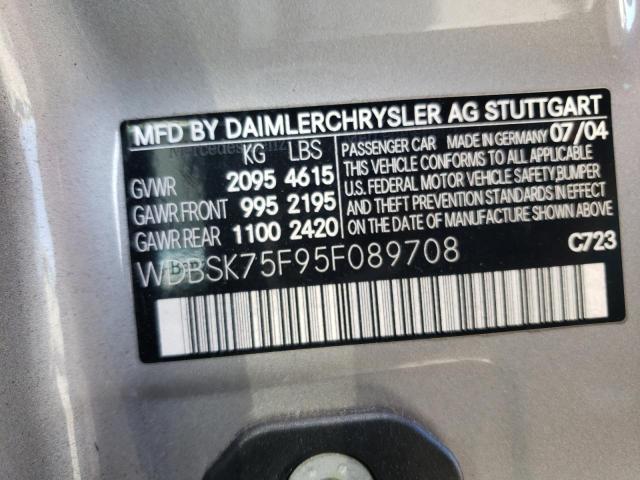 MFD BY DAIMLERCHRYSLER AG STUTTGART
KG LBS
GVWR 2095 4615
GAWR FRONT 995 2195
GAWR REAR 1100 2420
PASSENGER CAR MADE IN GERMANY 07/04
THIS VEHICLE CONFORMS TO ALL APPLICABLE
U.S. FEDERAL MOTOR VEHICLE SAFETY,BUMPER
AND THEFT PREVENTION STANDARDS IN EFFECT
ON THE DATE OF MANUFACTURE SHOWN ABOVE.
WDBSK75F95F089708
C723